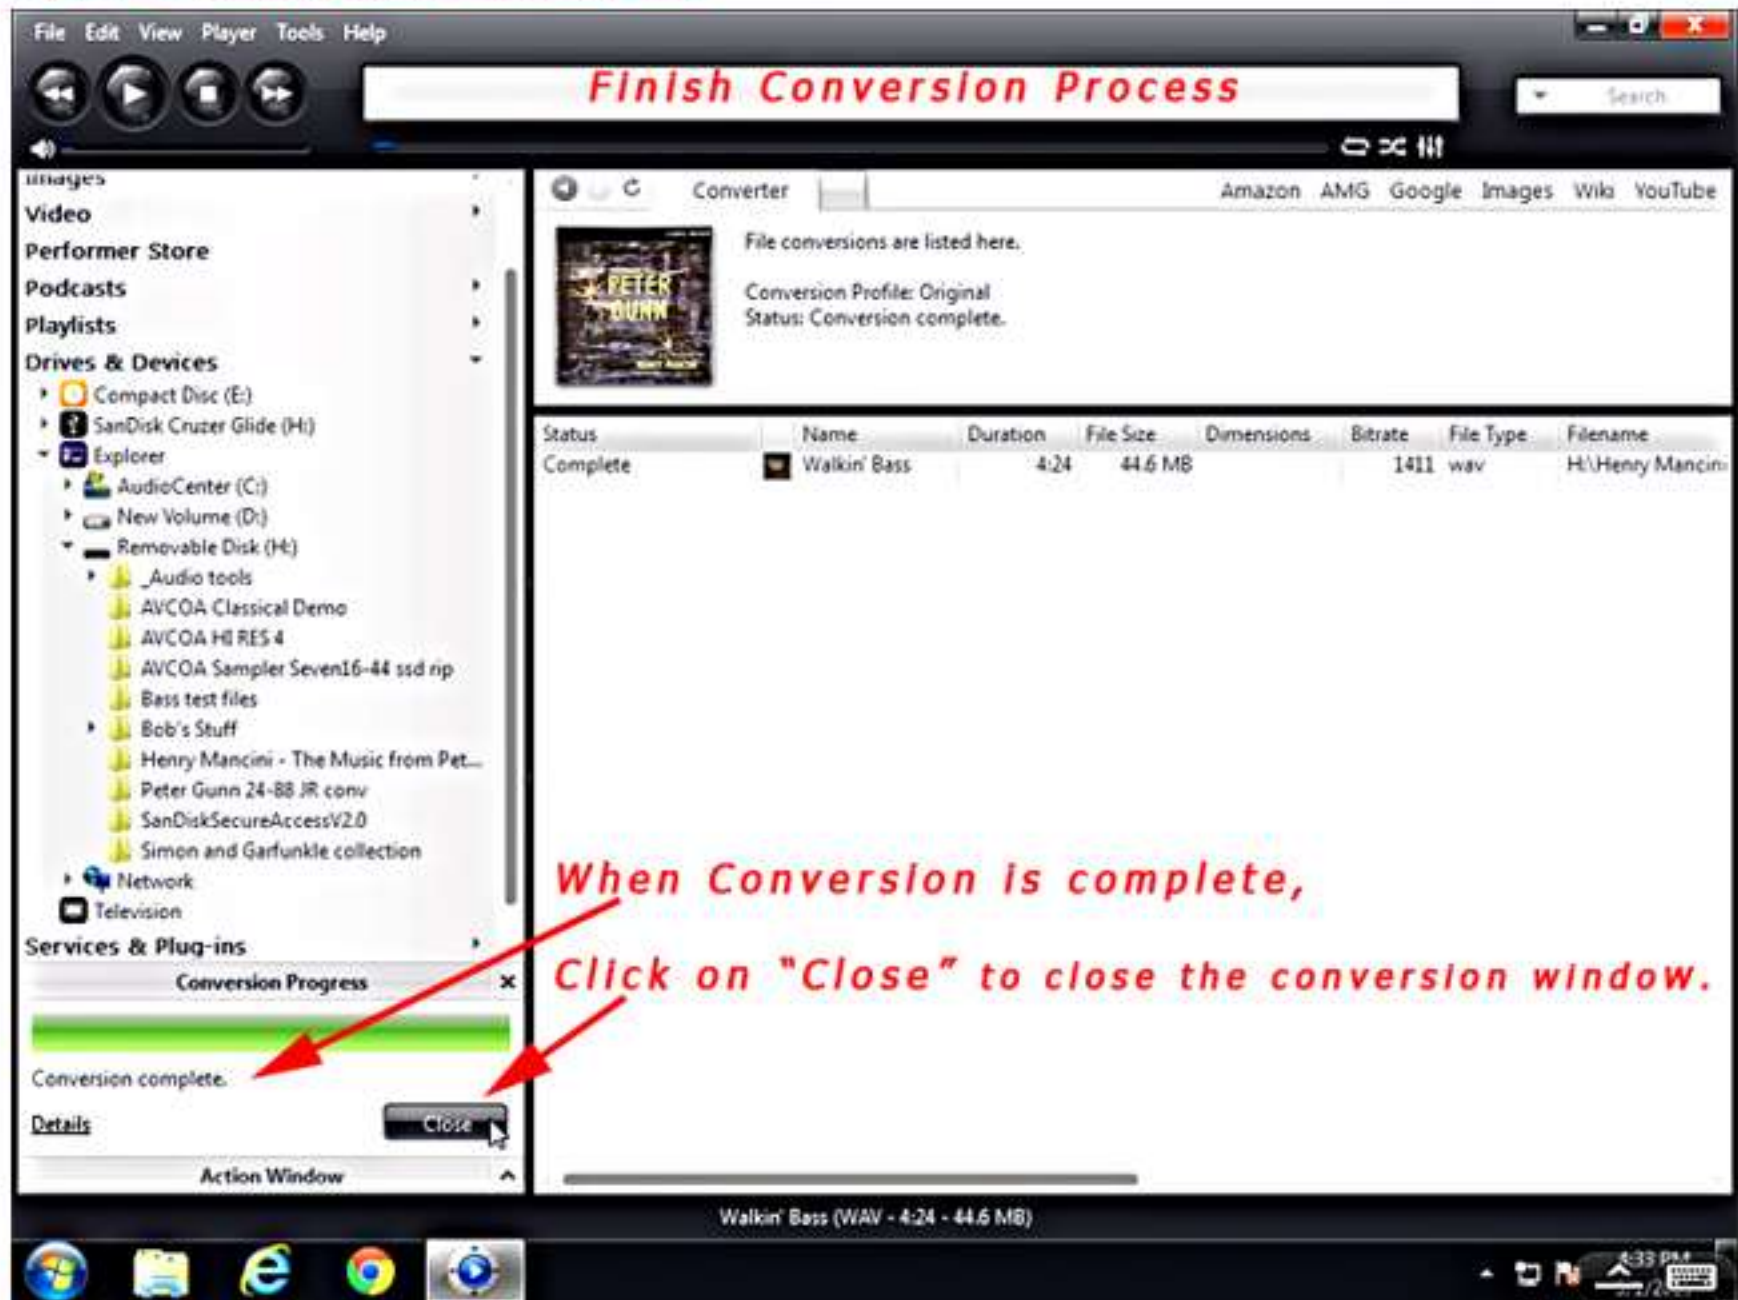 File Edit View Player Tools Help
Finish Conversion Process
Search
Images
Video
Performer Store
Podcasts
Playlists
Drives & Devices
Compact Disc (E:)
SanDisk Cruzer Glide (H:)
Explorer
AudioCenter (C:)
New Volume (D:)
Removable Disk (H:)
_Audio tools
AVCOA Classical Demo
AVCOA HI RES 4
AVCOA Sampler Seven16-44 ssd rip
Bass test files
Bob's Stuff
Henry Mancini - The Music from Pet...
Peter Gunn 24-88 JR conv
SanDiskSecureAccessV2.0
Simon and Garfunkle collection
Network
Television
Services & Plug-ins
Conversion Progress
Conversion complete.
Details Close
Action Window
Converter Amazon AMG Google Images Wiki YouTube
PETER
GUNN
File conversions are listed here.
Conversion Profile: Original
Status: Conversion complete.
Status Name Duration File Size Dimensions Bitrate File Type Filename
Complete Walkin' Bass 4:24 44.6 MB 1411 wav H:\Henry Mancini
When Conversion is complete,
Click on "Close" to close the conversion window.
Walkin' Bass (WAV - 4:24 - 44.6 MB)
4:33 PM